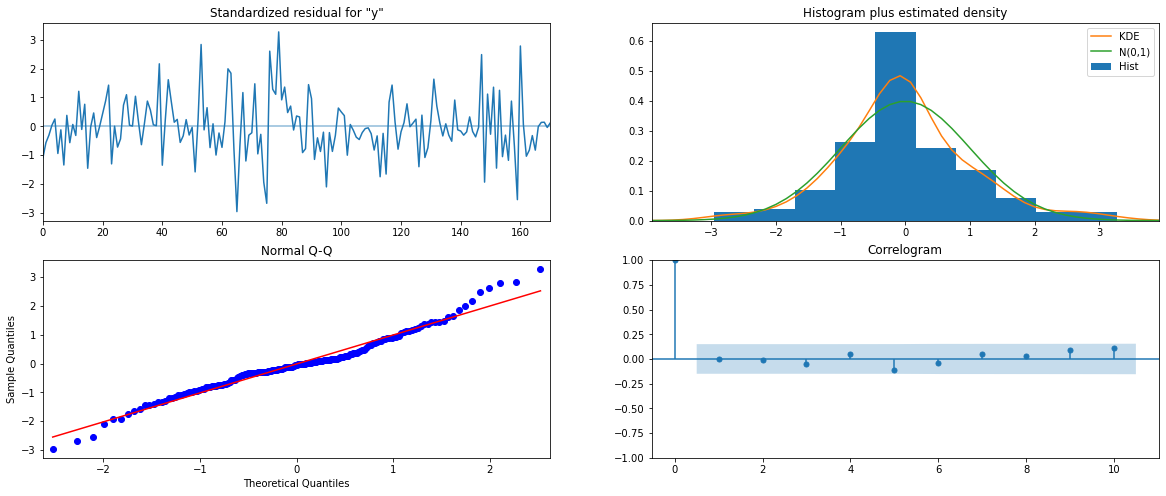 Standardized residual for "y"
3
2
1
0
−1
−2
−3
0 20 40 60 80 100 120 140 160
Histogram plus estimated density
KDE
N(0,1)
Hist
0.6
0.5
0.4
0.3
0.2
0.1
0.0
−3 −2 −1 0 1 2 3
Normal Q-Q
Sample Quantiles
3
2
1
0
−1
−2
−3
−2 −1 0 1 2
Theoretical Quantiles
Correlogram
1.00
0.75
0.50
0.25
0.00
−0.25
−0.50
−0.75
−1.00
0 2 4 6 8 10